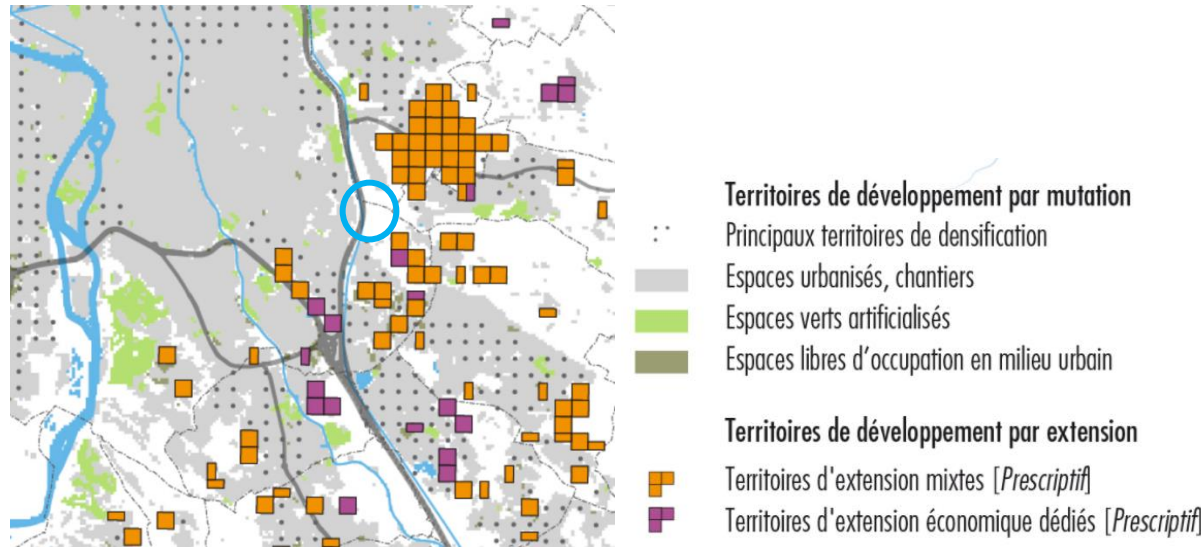 Territoires de développement par mutation
Principaux territoires de densification
Espaces urbanisés, chantiers
Espaces verts artificialisés
Espaces libres d'occupation en milieu urbain
Territoires de développement par extension
Territoires d'extension mixtes [Prescriptif]
Territoires d'extension économique dédiés [Prescriptif]